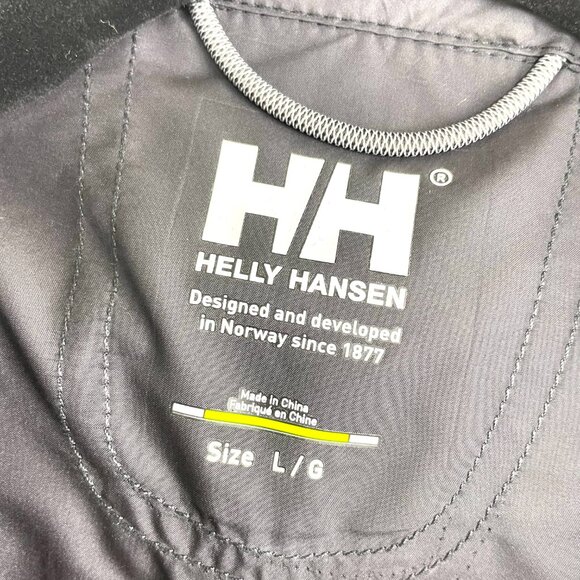 HH®
HELLY HANSEN
Designed and developed
in Norway since 1877
Made in China
Fabriqué en Chine
Size L/G